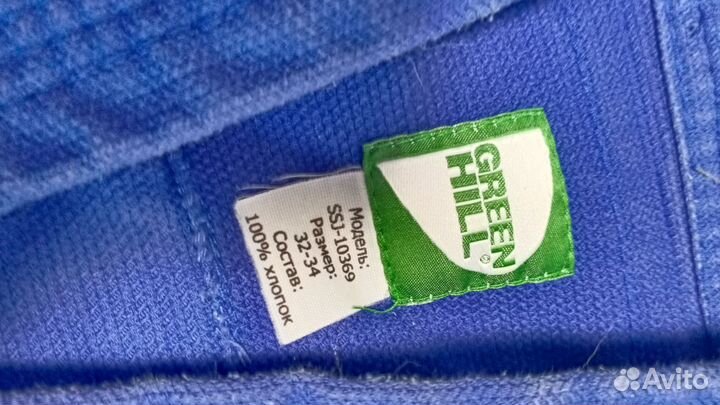 GREEN
HILL
©
Модель:
SSJ-10369
Размер:
32-34
Состав:
100% хлопок
Avito